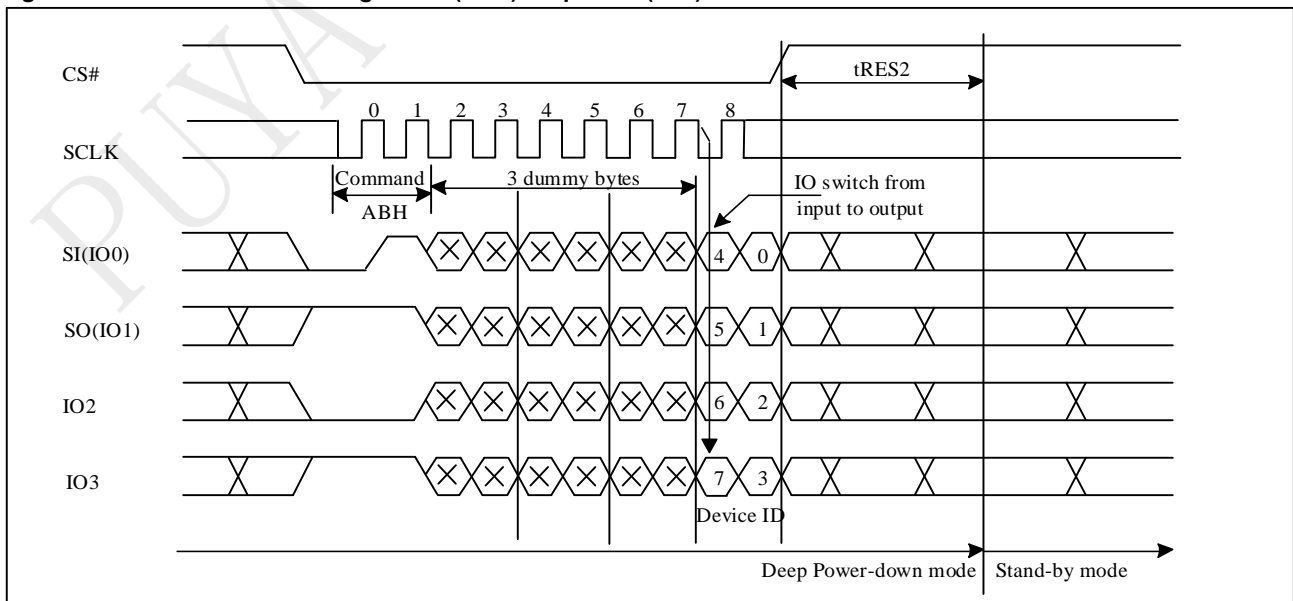 PUYA
CS#
tRES2
0 1 2 3 4 5 6 7 8
SCLK
Command
3 dummy bytes
IO switch from
input to output
ABH
SI(IO0)
4 0
SO(IO1)
5 1
IO2
6 2
IO3
7 3
Device ID
Deep Power-down mode
Stand-by mode